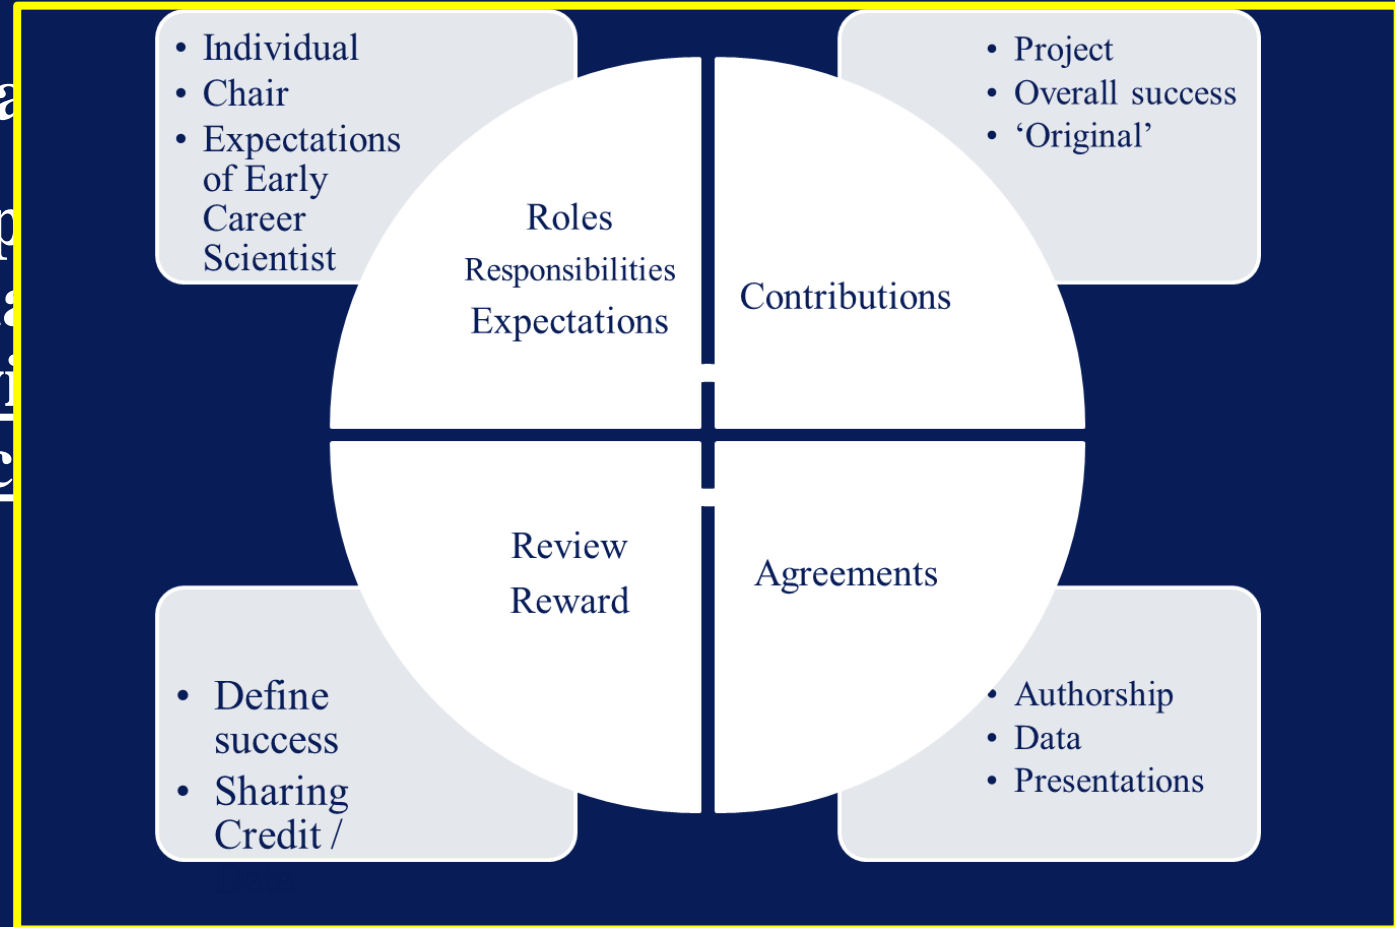 • Individual
• Chair
• Expectations
of Early
Career
Scientist
• Project
• Overall success
• ‘Original’
Roles
Responsibilities
Expectations
Contributions
Review
Reward
Agreements
• Define
success
• Sharing
Credit /
• Authorship
• Data
• Presentations